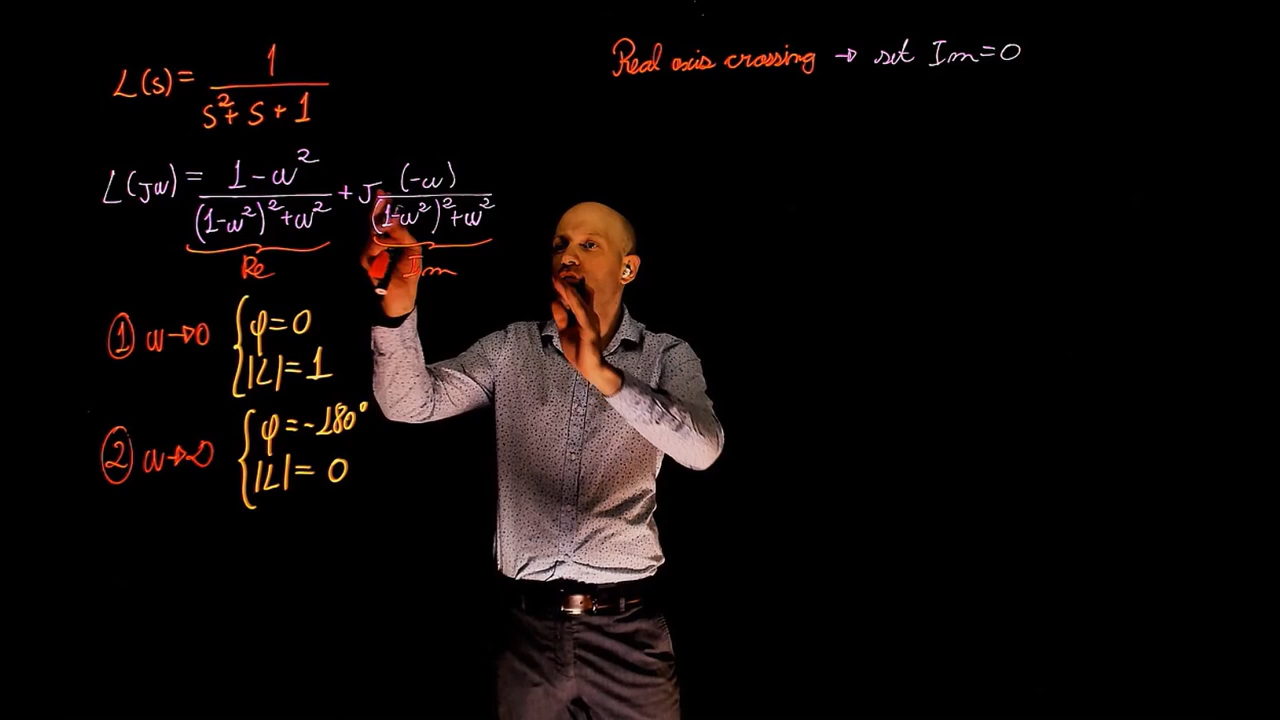 L(s) = 1 / (s² + s + 1)
L(jω) = (1-ω²) / ((1-ω²)²+ω²) + j (-ω) / ((1-ω²)²+ω²)
Re Im
① ω→0 { φ=0
|L|=1
② ω→∞ { φ=-180°
|L|=0
Real axis crossing → set Im=0